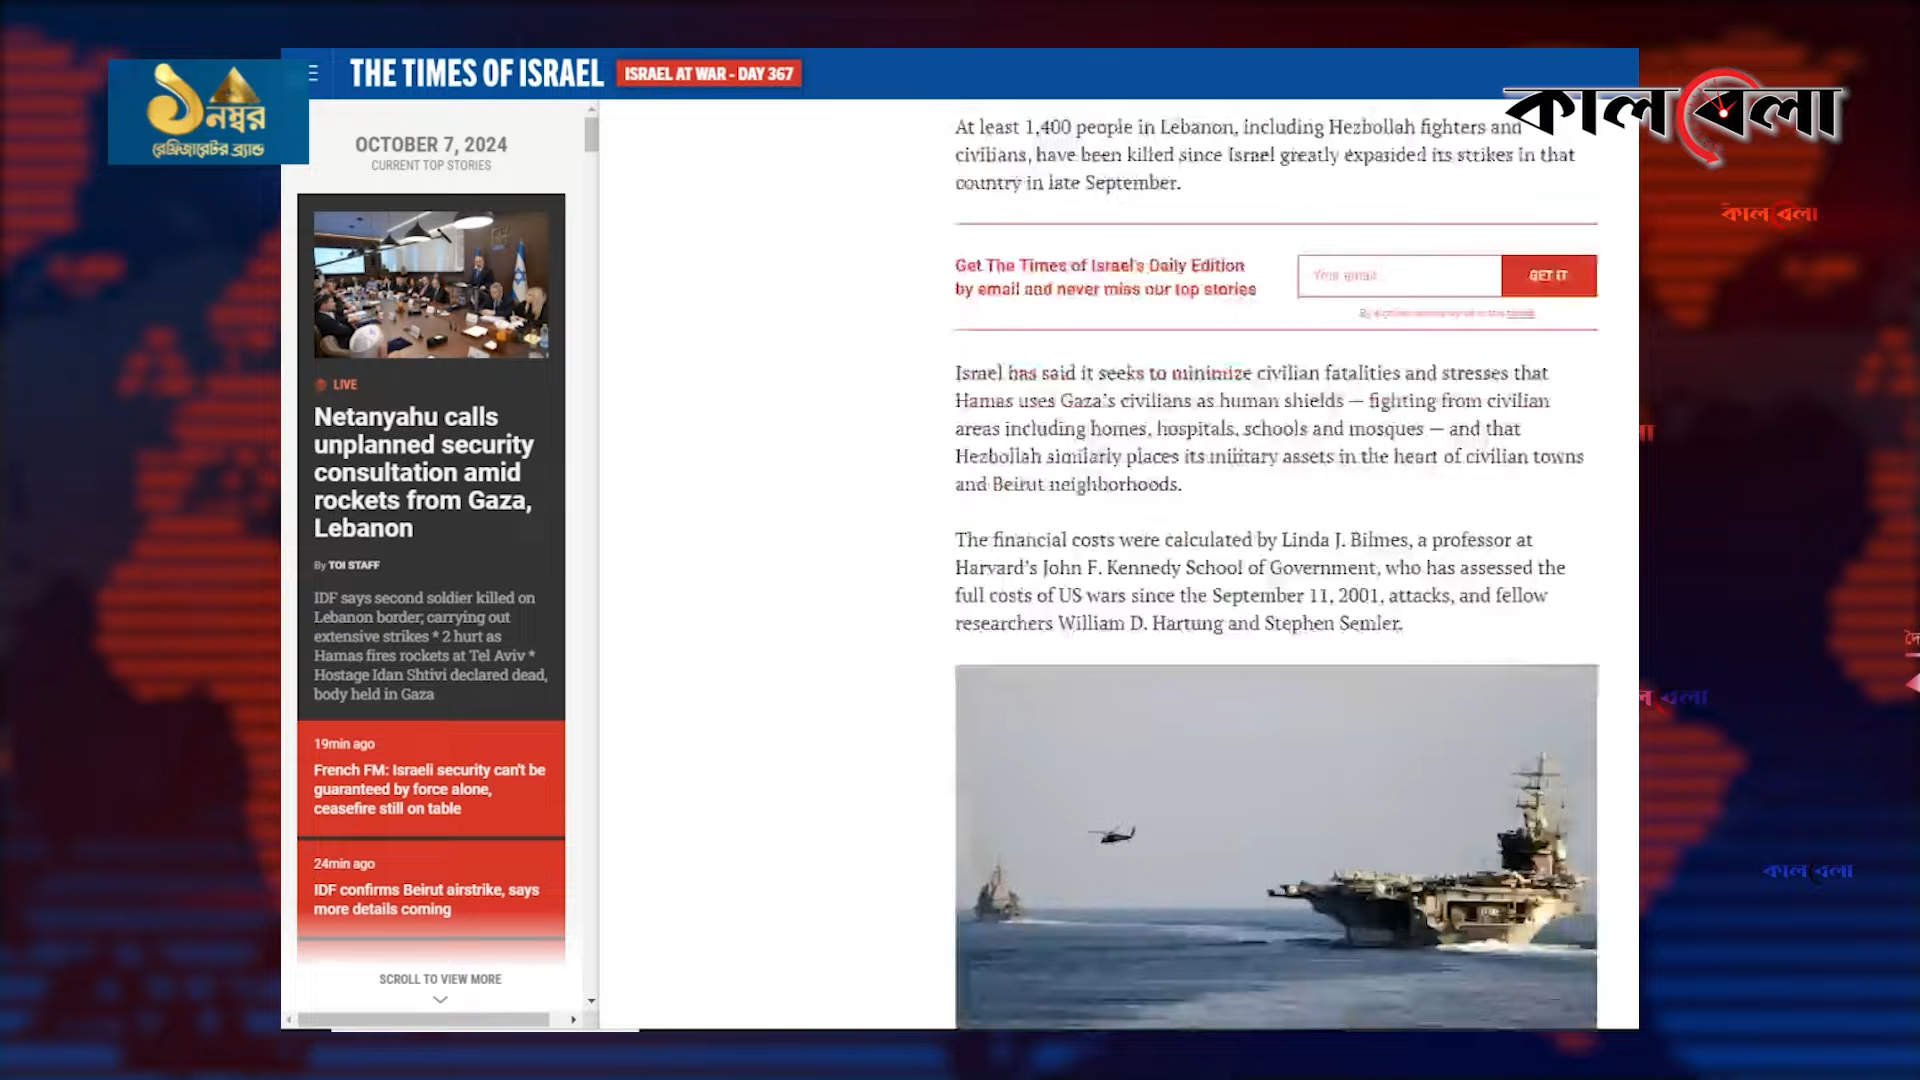 ১
নম্বর
রেফ্রিজারেটর ব্র্যান্ড
THE TIMES OF ISRAEL
ISRAEL AT WAR - DAY 367
কালবেলা
OCTOBER 7, 2024
CURRENT TOP STORIES
LIVE
Netanyahu calls
unplanned security
consultation amid
rockets from Gaza,
Lebanon
By TOI STAFF
IDF says second soldier killed on
Lebanon border; carrying out
extensive strikes * 2 hurt as
Hamas fires rockets at Tel Aviv *
Hostage Idan Shtivi declared dead,
body held in Gaza
19min ago
French FM: Israeli security can't be
guaranteed by force alone,
ceasefire still on table
24min ago
IDF confirms Beirut airstrike, says
more details coming
SCROLL TO VIEW MORE
At least 1,400 people in Lebanon, including Hezbollah fighters and
civilians, have been killed since Israel greatly expanded its strikes in that
country in late September.
Get The Times of Israel's Daily Edition
by email and never miss our top stories
Your email
GET IT
Israel has said it seeks to minimize civilian fatalities and stresses that
Hamas uses Gaza's civilians as human shields — fighting from civilian
areas including homes, hospitals, schools and mosques — and that
Hezbollah similarly places its military assets in the heart of civilian towns
and Beirut neighborhoods.
The financial costs were calculated by Linda J. Bilmes, a professor at
Harvard's John F. Kennedy School of Government, who has assessed the
full costs of US wars since the September 11, 2001, attacks, and fellow
researchers William D. Hartung and Stephen Semler.
কালবেলা
কালবেলা